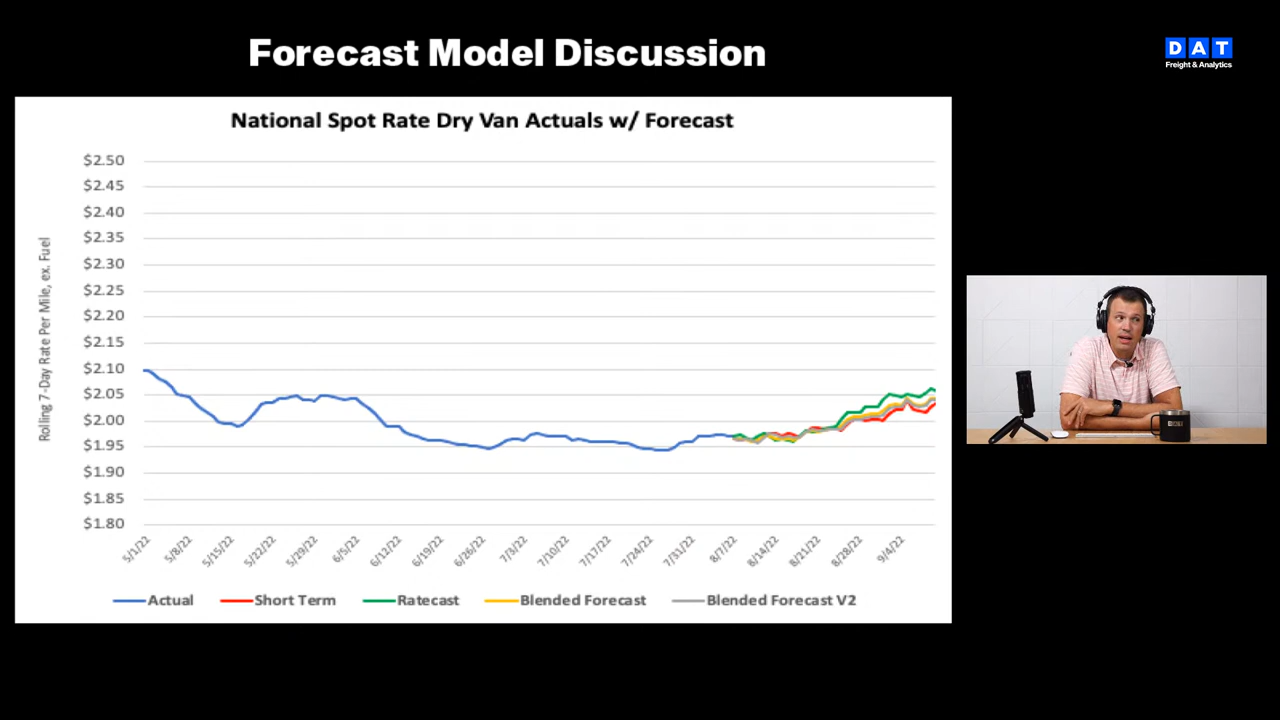 Forecast Model Discussion
DAT
Freight & Analytics
National Spot Rate Dry Van Actuals w/ Forecast
Rolling 7-Day Rate Per Mile, ex. Fuel
$2.50
$2.45
$2.40
$2.35
$2.30
$2.25
$2.20
$2.15
$2.10
$2.05
$2.00
$1.95
$1.90
$1.85
$1.80
5/1/22 5/8/22 5/15/22 5/22/22 5/29/22 6/5/22 6/12/22 6/19/22 6/26/22 7/3/22 7/10/22 7/17/22 7/24/22 7/31/22 8/7/22 8/14/22 8/21/22 8/28/22 9/4/22
Actual Short Term Ratecast Blended Forecast Blended Forecast V2